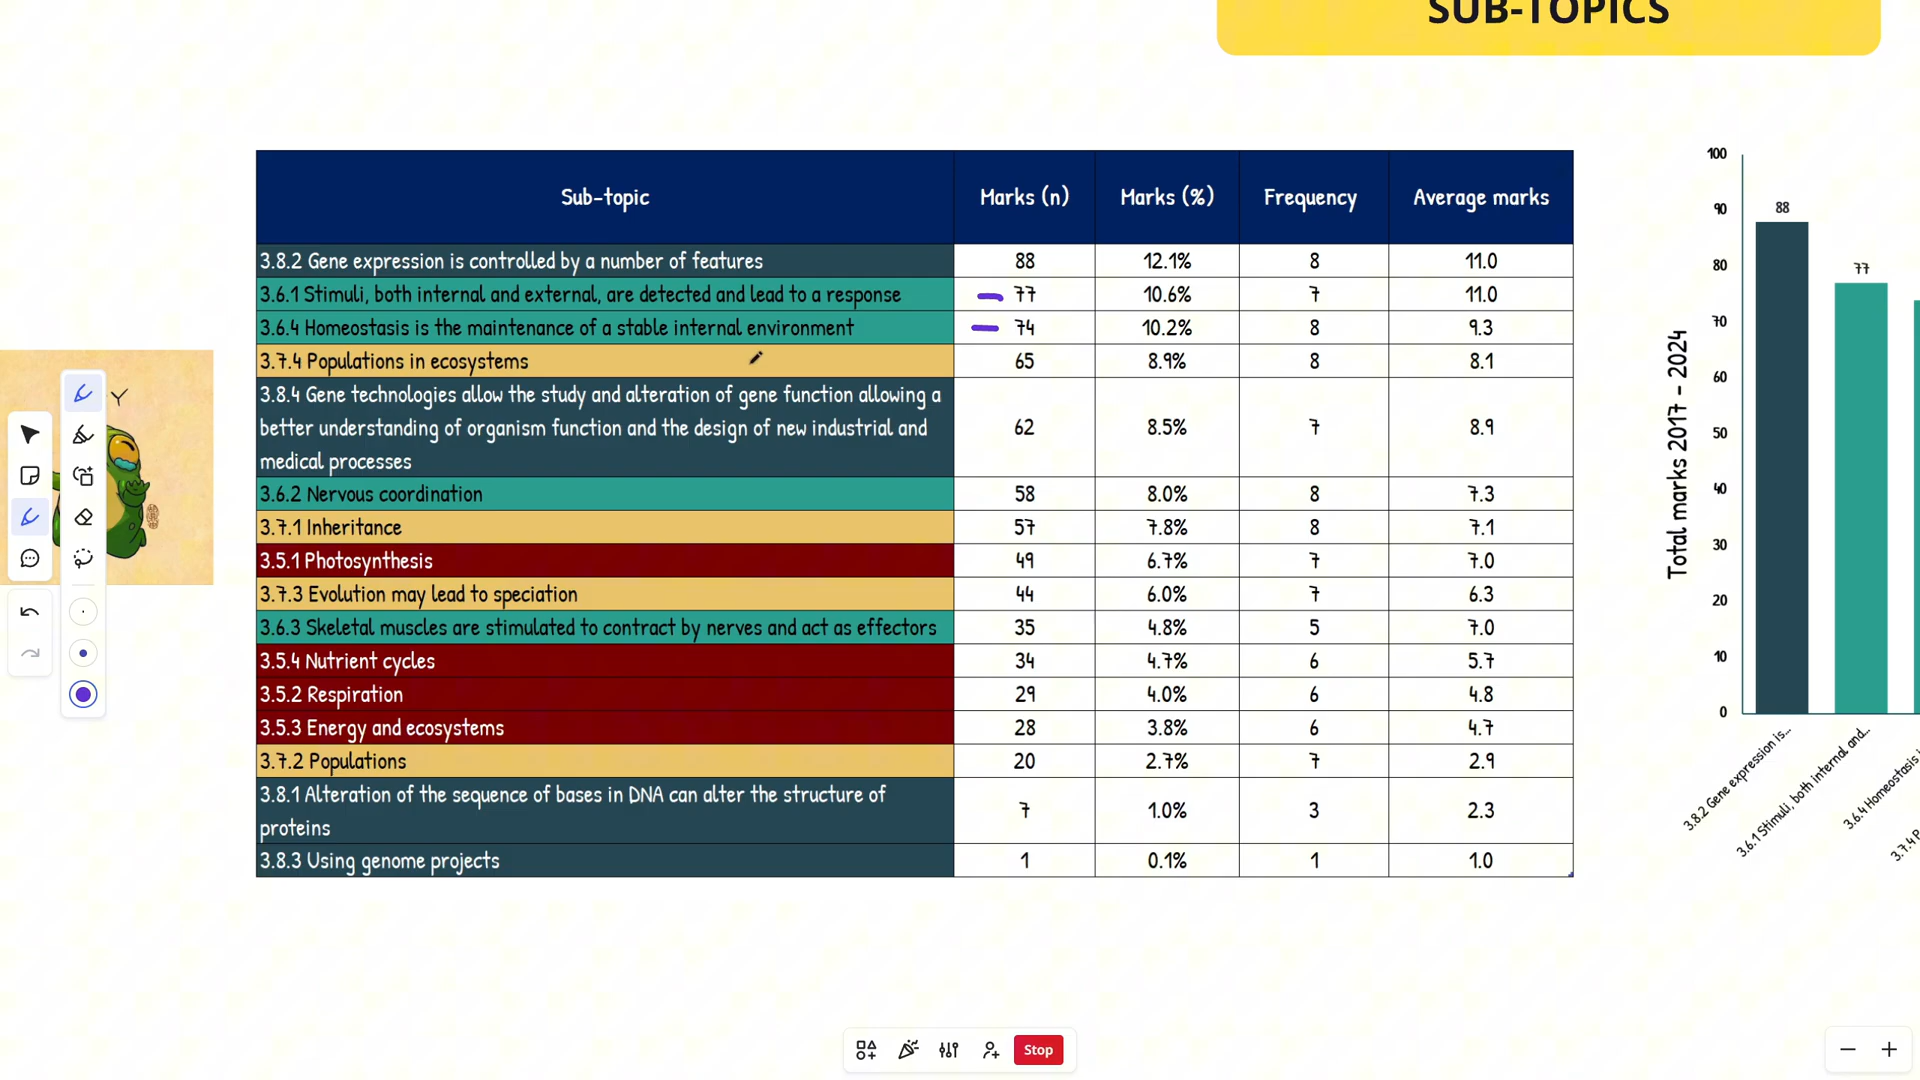 SUB-TOPICS
Sub-topic Marks (n) Marks (%) Frequency Average marks
3.8.2 Gene expression is controlled by a number of features 88 12.1% 8 11.0
3.6.1 Stimuli, both internal and external, are detected and lead to a response 77 10.6% 7 11.0
3.6.4 Homeostasis is the maintenance of a stable internal environment 74 10.2% 8 9.3
3.7.4 Populations in ecosystems 65 8.9% 8 8.1
3.8.4 Gene technologies allow the study and alteration of gene function allowing a
better understanding of organism function and the design of new industrial and 62 8.5% 7 8.9
medical processes
3.6.2 Nervous coordination 58 8.0% 8 7.3
3.7.1 Inheritance 57 7.8% 8 7.1
3.5.1 Photosynthesis 49 6.7% 7 7.0
3.7.3 Evolution may lead to speciation 44 6.0% 7 6.3
3.6.3 Skeletal muscles are stimulated to contract by nerves and act as effectors 35 4.8% 5 7.0
3.5.4 Nutrient cycles 34 4.7% 6 5.7
3.5.2 Respiration 29 4.0% 6 4.8
3.5.3 Energy and ecosystems 28 3.8% 6 4.7
3.7.2 Populations 20 2.7% 7 2.9
3.8.1 Alteration of the sequence of bases in DNA can alter the structure of
proteins 7 1.0% 3 2.3
3.8.3 Using genome projects 1 0.1% 1 1.0
Total marks 2017 - 2024
100
90
80
70
60
50
40
30
20
10
0
88
77
3.8.2 Gene expression is...
3.6.1 Stimuli, both internal and...
3.6.4 Homeostasis
3.7.4 P
Y
Stop